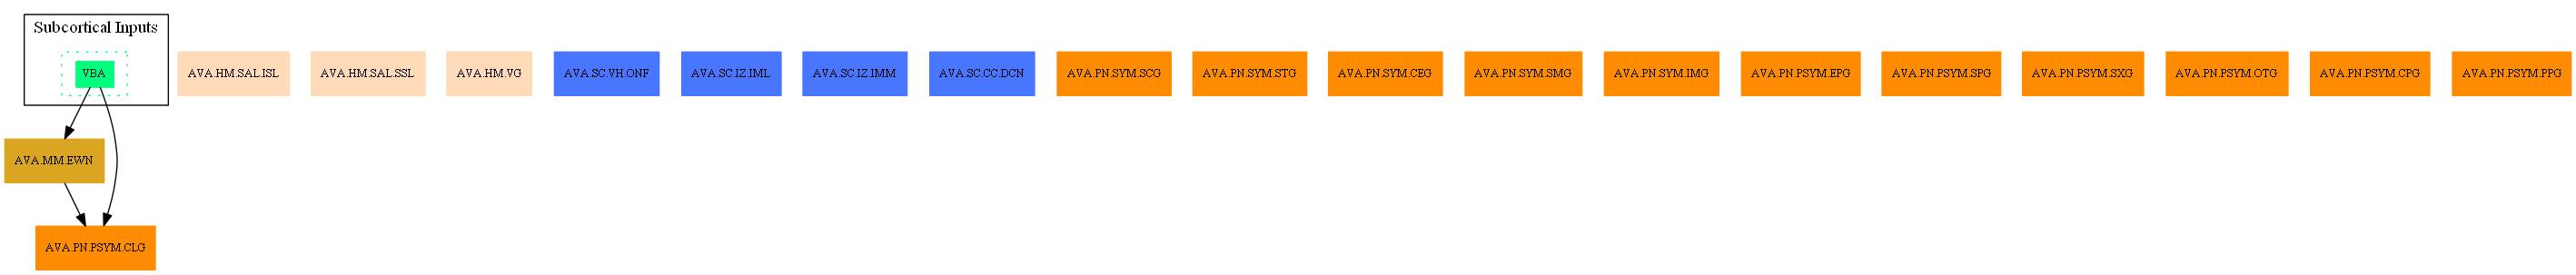 Subcortical Inputs
VBA
AVA.HM.SAL.ISL
AVA.HM.SAL.SSL
AVA.HM.VG
AVA.SC.VH.ONF
AVA.SC.IZ.IML
AVA.SC.IZ.IMM
AVA.SC.CC.DCN
AVA.PN.SYM.SCG
AVA.PN.SYM.STG
AVA.PN.SYM.CEG
AVA.PN.SYM.SMG
AVA.PN.SYM.IMG
AVA.PN.PSYM.EPG
AVA.PN.PSYM.SPG
AVA.PN.PSYM.SXG
AVA.PN.PSYM.OTG
AVA.PN.PSYM.CPG
AVA.PN.PSYM.PPG
AVA.MM.EWN
AVA.PN.PSYM.CLG